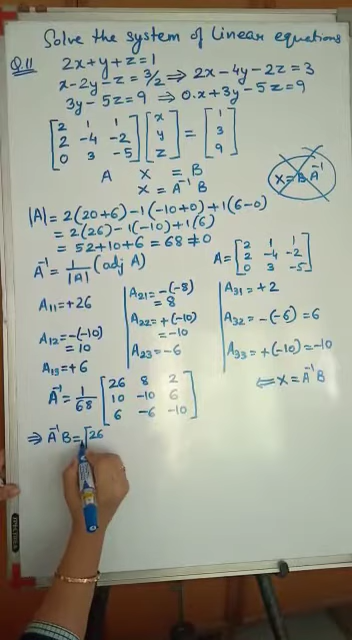 Solve the system of Linear equations
Q.11 2x+y+z=1
x-2y-z=3/2 ⇒ 2x-4y-2z=3
3y-5z=9 ⇒ 0.x+3y-5z=9
[2 1 1
2 -4 -2
0 3 -5] [x
y
z] = [1
3
9]
A X = B
X = A⁻¹ B
X = B A⁻¹
|A| = 2(20+6) -1(-10+0) +1(6-0)
= 2(26) -1(-10) +1(6)
= 52+10+6 = 68 ≠ 0
A⁻¹ = 1/|A| (adj A)
A = [2 1 1
2 -4 -2
0 3 -5]
A11 = +26
A12 = -(-10)
= 10
A13 = +6
A21 = -(-8)
= 8
A22 = +(-10)
= -10
A23 = -6
A31 = +2
A32 = -(-6) = 6
A33 = +(-10) = -10
A⁻¹ = 1/68 [26 8 2
10 -10 6
6 -6 -10]
⇐ X = A⁻¹ B
⇒ A⁻¹ B = [26